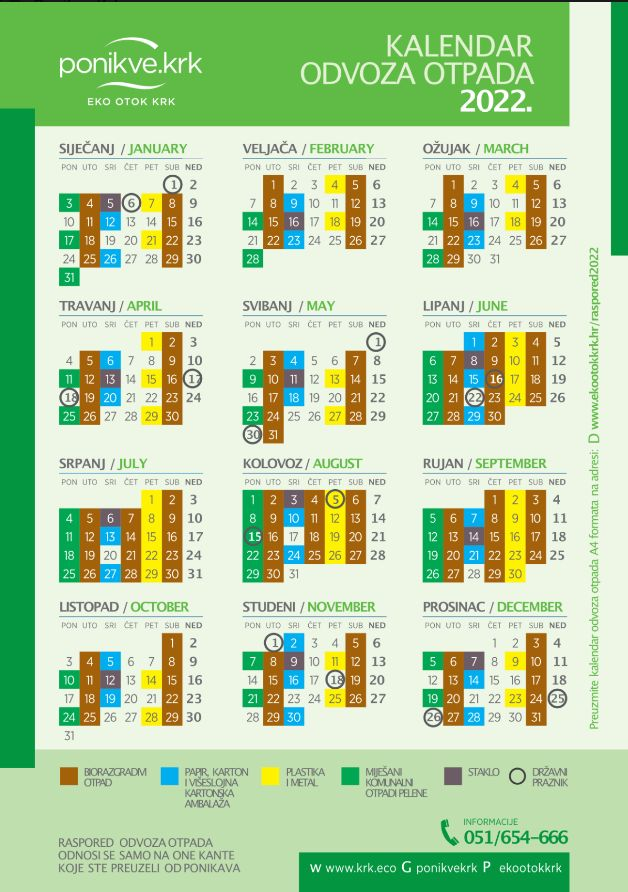 ponikve.krk
EKO OTOK KRK
KALENDAR
ODVOZA OTPADA
2022.
SIJEČANJ / JANUARY
PON UTO SRI ČET PET SUB NED
1 2
3 4 5 6 7 8 9
10 11 12 13 14 15 16
17 18 19 20 21 22 23
24 25 26 27 28 29 30
31
VELJAČA / FEBRUARY
PON UTO SRI ČET PET SUB NED
1 2 3 4 5 6
7 8 9 10 11 12 13
14 15 16 17 18 19 20
21 22 23 24 25 26 27
28
OŽUJAK / MARCH
PON UTO SRI ČET PET SUB NED
1 2 3 4 5 6
7 8 9 10 11 12 13
14 15 16 17 18 19 20
21 22 23 24 25 26 27
28 29 30 31
TRAVANJ / APRIL
PON UTO SRI ČET PET SUB NED
1 2 3
4 5 6 7 8 9 10
11 12 13 14 15 16 17
18 19 20 21 22 23 24
25 26 27 28 29 30
SVIBANJ / MAY
PON UTO SRI ČET PET SUB NED
1
2 3 4 5 6 7 8
9 10 11 12 13 14 15
16 17 18 19 20 21 22
23 24 25 26 27 28 29
30 31
LIPANJ / JUNE
PON UTO SRI ČET PET SUB NED
1 2 3 4 5
6 7 8 9 10 11 12
13 14 15 16 17 18 19
20 21 22 23 24 25 26
27 28 29 30
SRPANJ / JULY
PON UTO SRI ČET PET SUB NED
1 2 3
4 5 6 7 8 9 10
11 12 13 14 15 16 17
18 19 20 21 22 23 24
25 26 27 28 29 30 31
KOLOVOZ / AUGUST
PON UTO SRI ČET PET SUB NED
1 2 3 4 5 6 7
8 9 10 11 12 13 14
15 16 17 18 19 20 21
22 23 24 25 26 27 28
29 30 31
RUJAN / SEPTEMBER
PON UTO SRI ČET PET SUB NED
1 2 3 4
5 6 7 8 9 10 11
12 13 14 15 16 17 18
19 20 21 22 23 24 25
26 27 28 29 30
LISTOPAD / OCTOBER
PON UTO SRI ČET PET SUB NED
1 2
3 4 5 6 7 8 9
10 11 12 13 14 15 16
17 18 19 20 21 22 23
24 25 26 27 28 29 30
31
STUDENI / NOVEMBER
PON UTO SRI ČET PET SUB NED
1 2 3 4 5 6
7 8 9 10 11 12 13
14 15 16 17 18 19 20
21 22 23 24 25 26 27
28 29 30
PROSINAC / DECEMBER
PON UTO SRI ČET PET SUB NED
1 2 3 4
5 6 7 8 9 10 11
12 13 14 15 16 17 18
19 20 21 22 23 24 25
26 27 28 29 30 31
Preuzmite kalendar odvoza otpada A4 formata na adresi: D www.ekootokkrk.hr/raspored2022
BIORAZGRADIVI
OTPAD
PAPIR, KARTON
I VIŠESLOJNA
KARTONSKA
AMBALAŽA
PLASTIKA
I METAL
MIJEŠANI
KOMUNALNI
OTPAD I PELENE
STAKLO
DRŽAVNI
PRAZNIK
INFORMACIJE
051/654-666
RASPORED ODVOZA OTPADA
ODNOSI SE SAMO NA ONE KANTE
KOJE STE PREUZELI OD PONIKAVA
W www.krk.eco G ponikvekrk P ekootokkrk